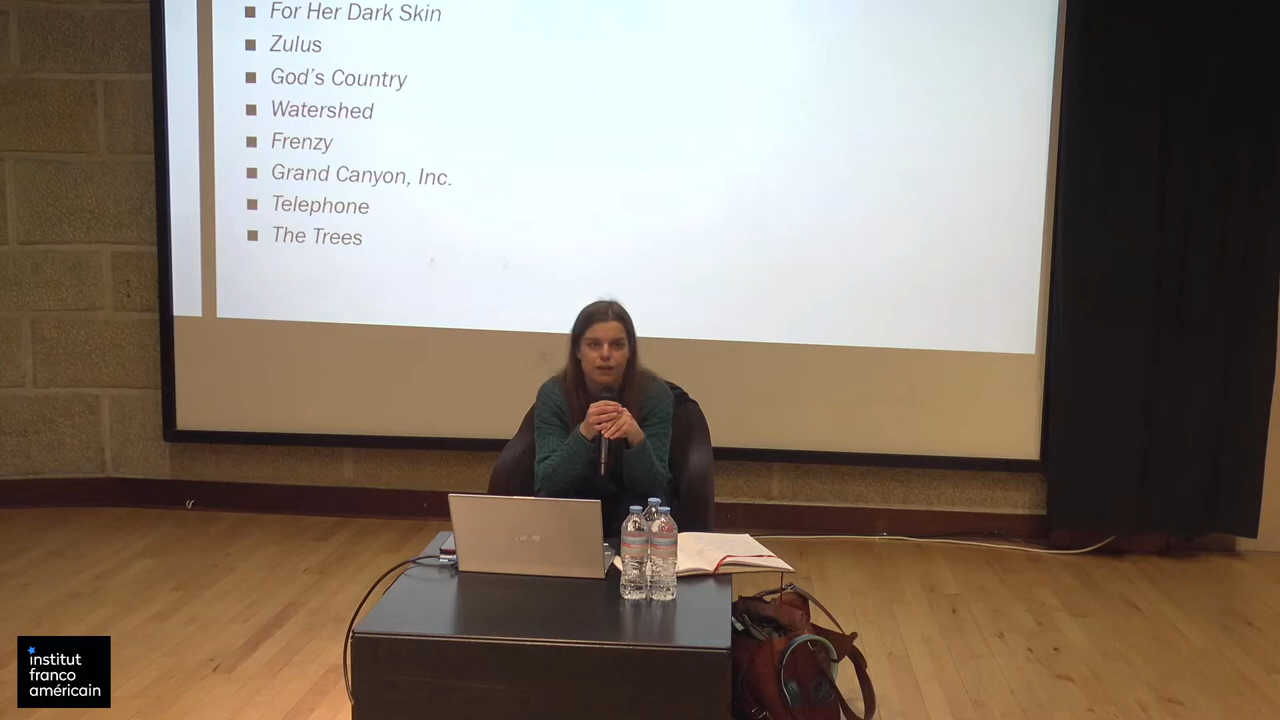 For Her Dark Skin
Zulus
God's Country
Watershed
Frenzy
Grand Canyon, Inc.
Telephone
The Trees
institut
franco
américain